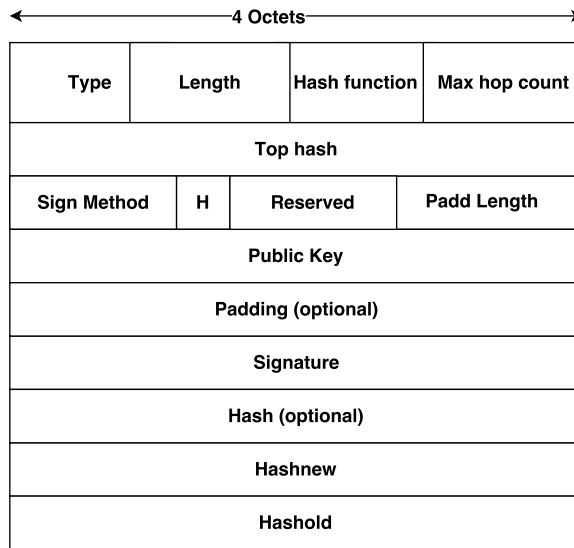 4 Octets
Type Length Hash function Max hop count
Top hash
Sign Method H Reserved Padd Length
Public Key
Padding (optional)
Signature
Hash (optional)
Hashnew
Hashold